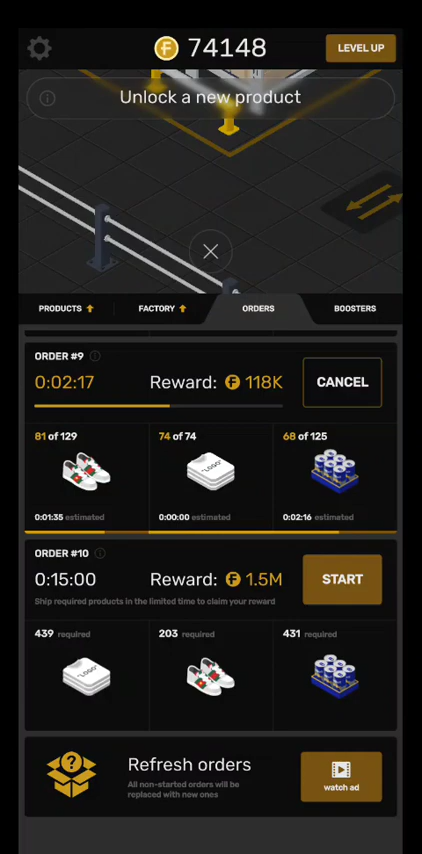 74148
LEVEL UP
Unlock a new product
PRODUCTS
FACTORY
ORDERS
BOOSTERS
ORDER #9
0:02:17
Reward: 118K
CANCEL
81 of 129
74 of 74
68 of 125
"LOGO"
0:01:35 estimated
0:00:00 estimated
0:02:16 estimated
ORDER #10
0:15:00
Reward: 1.5M
START
Ship required products in the limited time to claim your reward
439 required
203 required
431 required
"LOGO"
Refresh orders
All non-started orders will be
replaced with new ones
watch ad